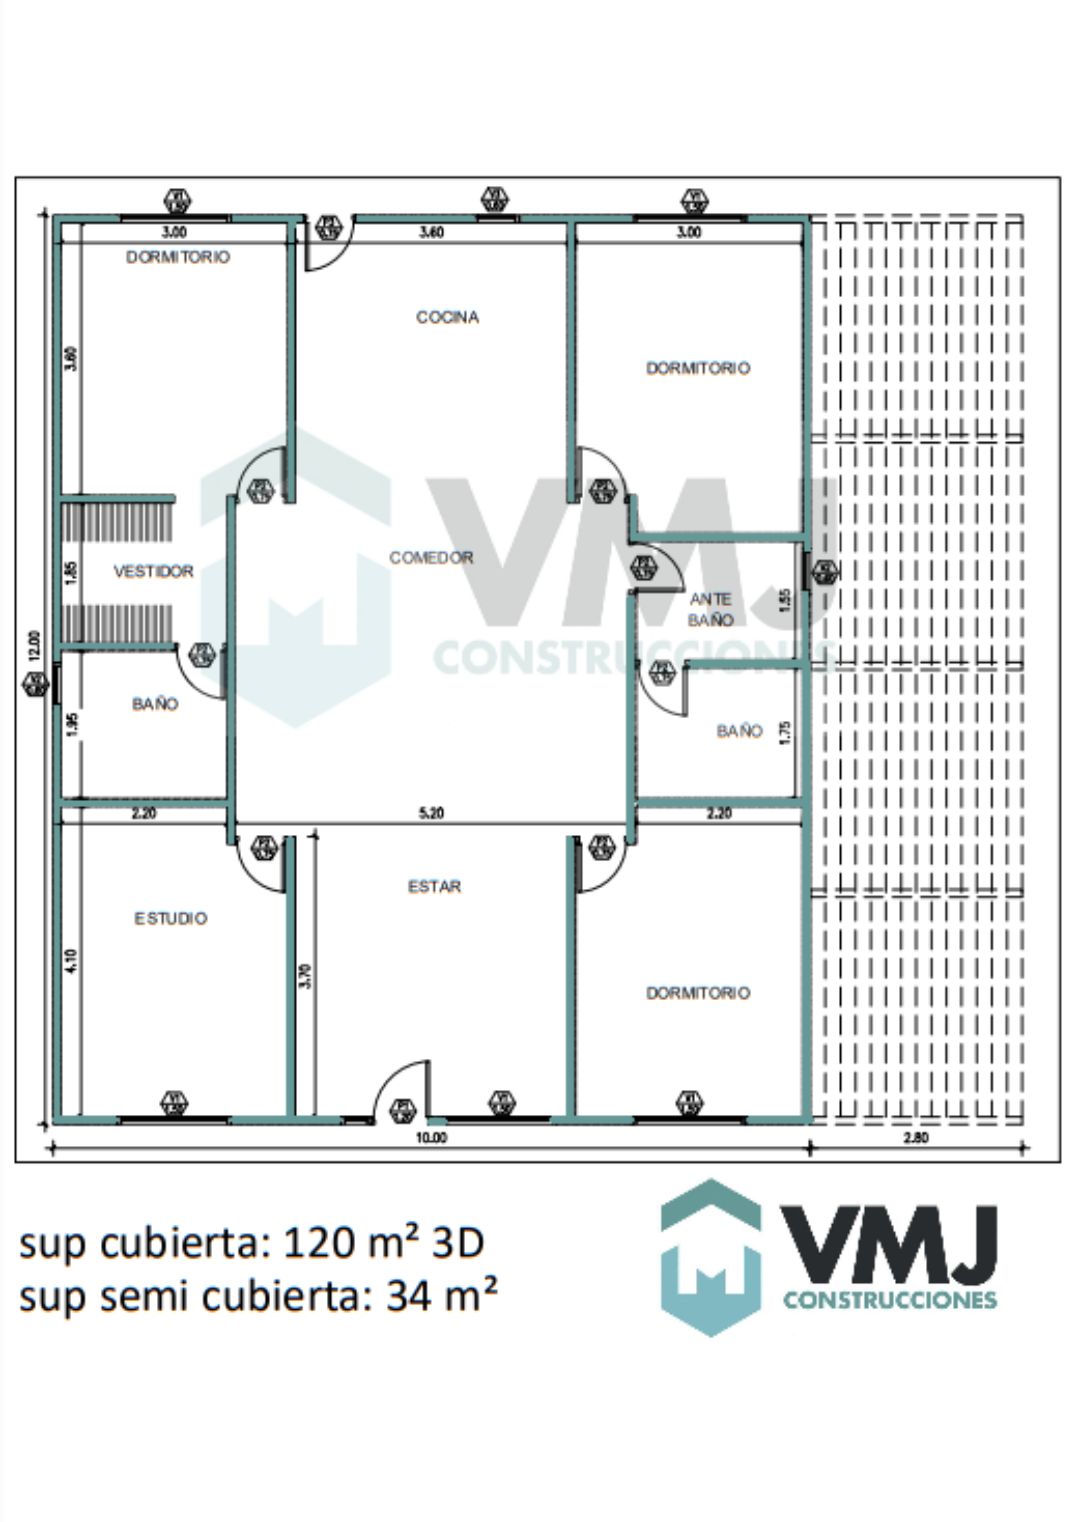 3.00
3.60
3.00
DORMITORIO
COCINA
DORMITORIO
3.60
VMJ
CONSTRUCCIONES
COMEDOR
VESTIDOR
1.85
ANTE
BAÑO
1.55
12.00
BAÑO
1.95
BAÑO
1.75
2.20
5.20
2.20
ESTAR
ESTUDIO
4.10
3.70
DORMITORIO
10.00
2.80
sup cubierta: 120 m² 3D
sup semi cubierta: 34 m²
VMJ
CONSTRUCCIONES